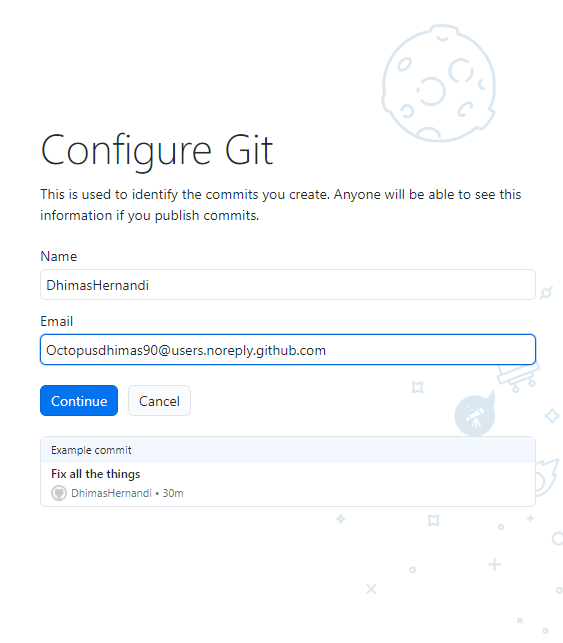 Configure Git
This is used to identify the commits you create. Anyone will be able to see this
information if you publish commits.
Name
DhimasHernandi
Email
Octopusdhimas90@users.noreply.github.com
Continue Cancel
Example commit
Fix all the things
DhimasHernandi • 30m